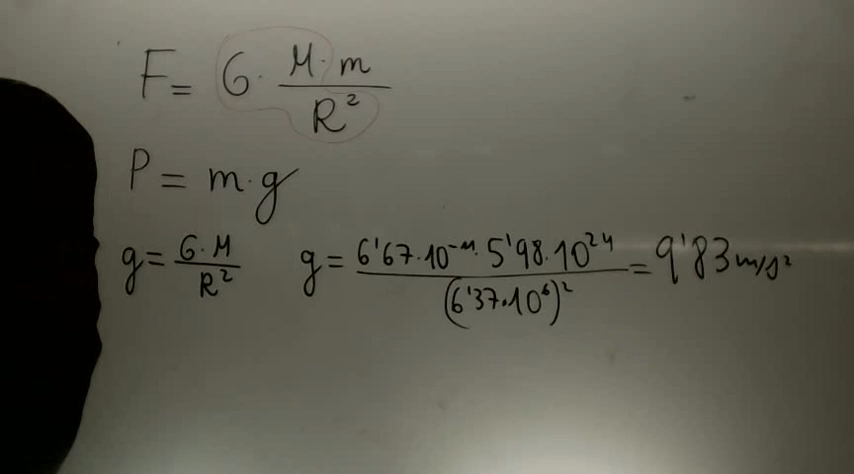 F = G · M · m / R²
P = m · g
g = G · M / R²    g = 6'67 · 10⁻¹¹ · 5'98 · 10²⁴ / (6'37 · 10⁶)² = 9'83 m/s²